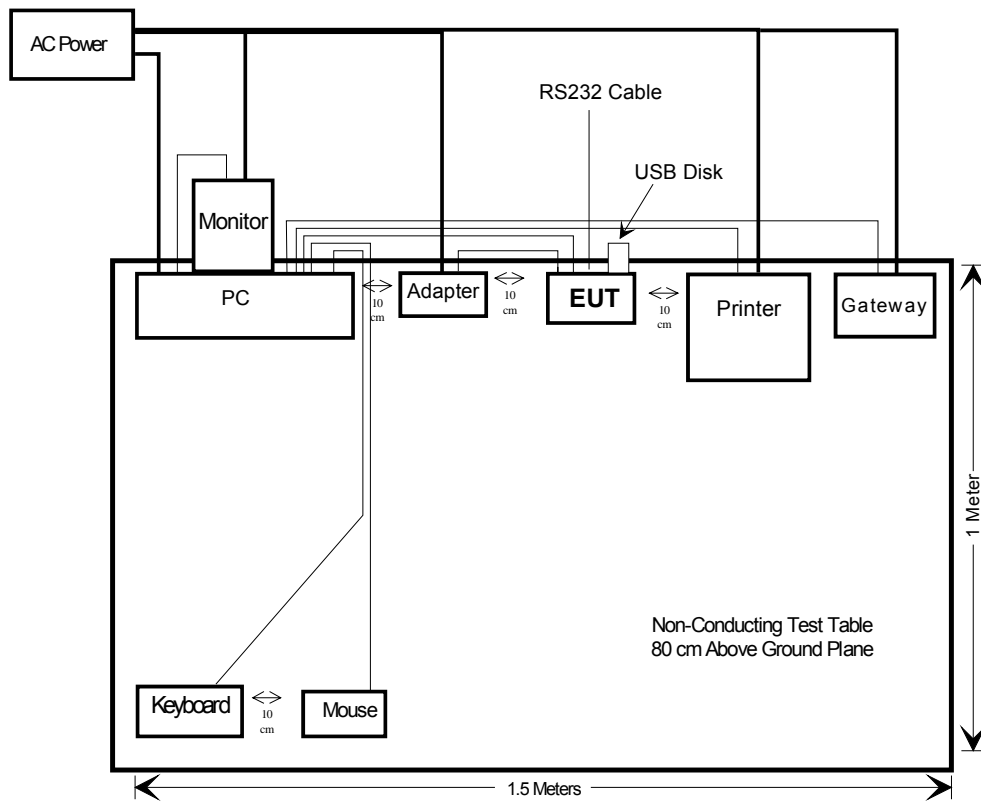 AC Power
RS232 Cable
USB Disk
Monitor
PC
10
cm
Adapter
10
cm
EUT
10
cm
Printer
Gateway
1 Meter
Non-Conducting Test Table
80 cm Above Ground Plane
Keyboard
10
cm
Mouse
1.5 Meters